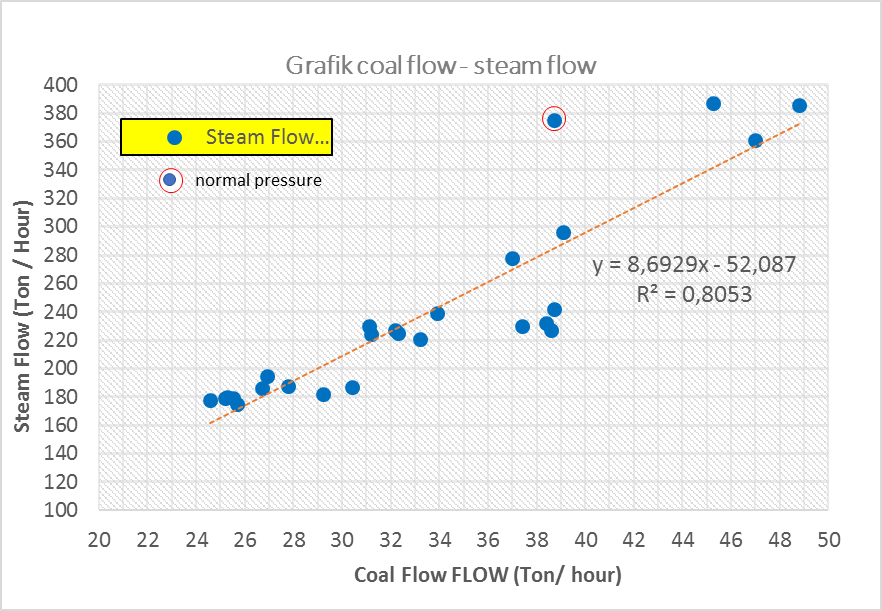 Grafik coal flow - steam flow
400
380
360
340
320
300
280
260
240
220
200
180
160
140
120
100
Steam Flow (Ton / Hour)
Steam Flow...
normal pressure
y = 8,6929x - 52,087
R² = 0,8053
20 22 24 26 28 30 32 34 36 38 40 42 44 46 48 50
Coal Flow FLOW (Ton/ hour)